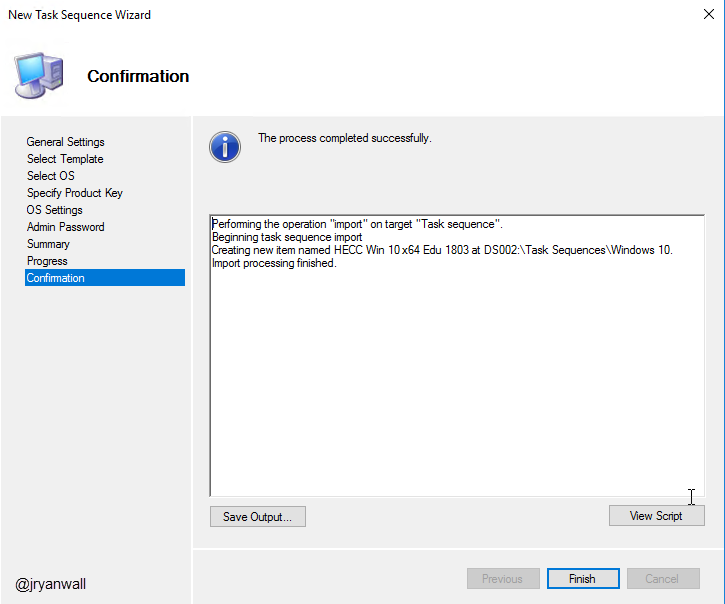 New Task Sequence Wizard
Confirmation
General Settings
Select Template
Select OS
Specify Product Key
OS Settings
Admin Password
Summary
Progress
Confirmation
The process completed successfully.
Performing the operation "import" on target "Task sequence".
Beginning task sequence import
Creating new item named HECC Win 10 x64 Edu 1803 at DS002:\Task Sequences\Windows 10.
Import processing finished.
Save Output...
View Script
@jryanwall
Previous
Finish
Cancel